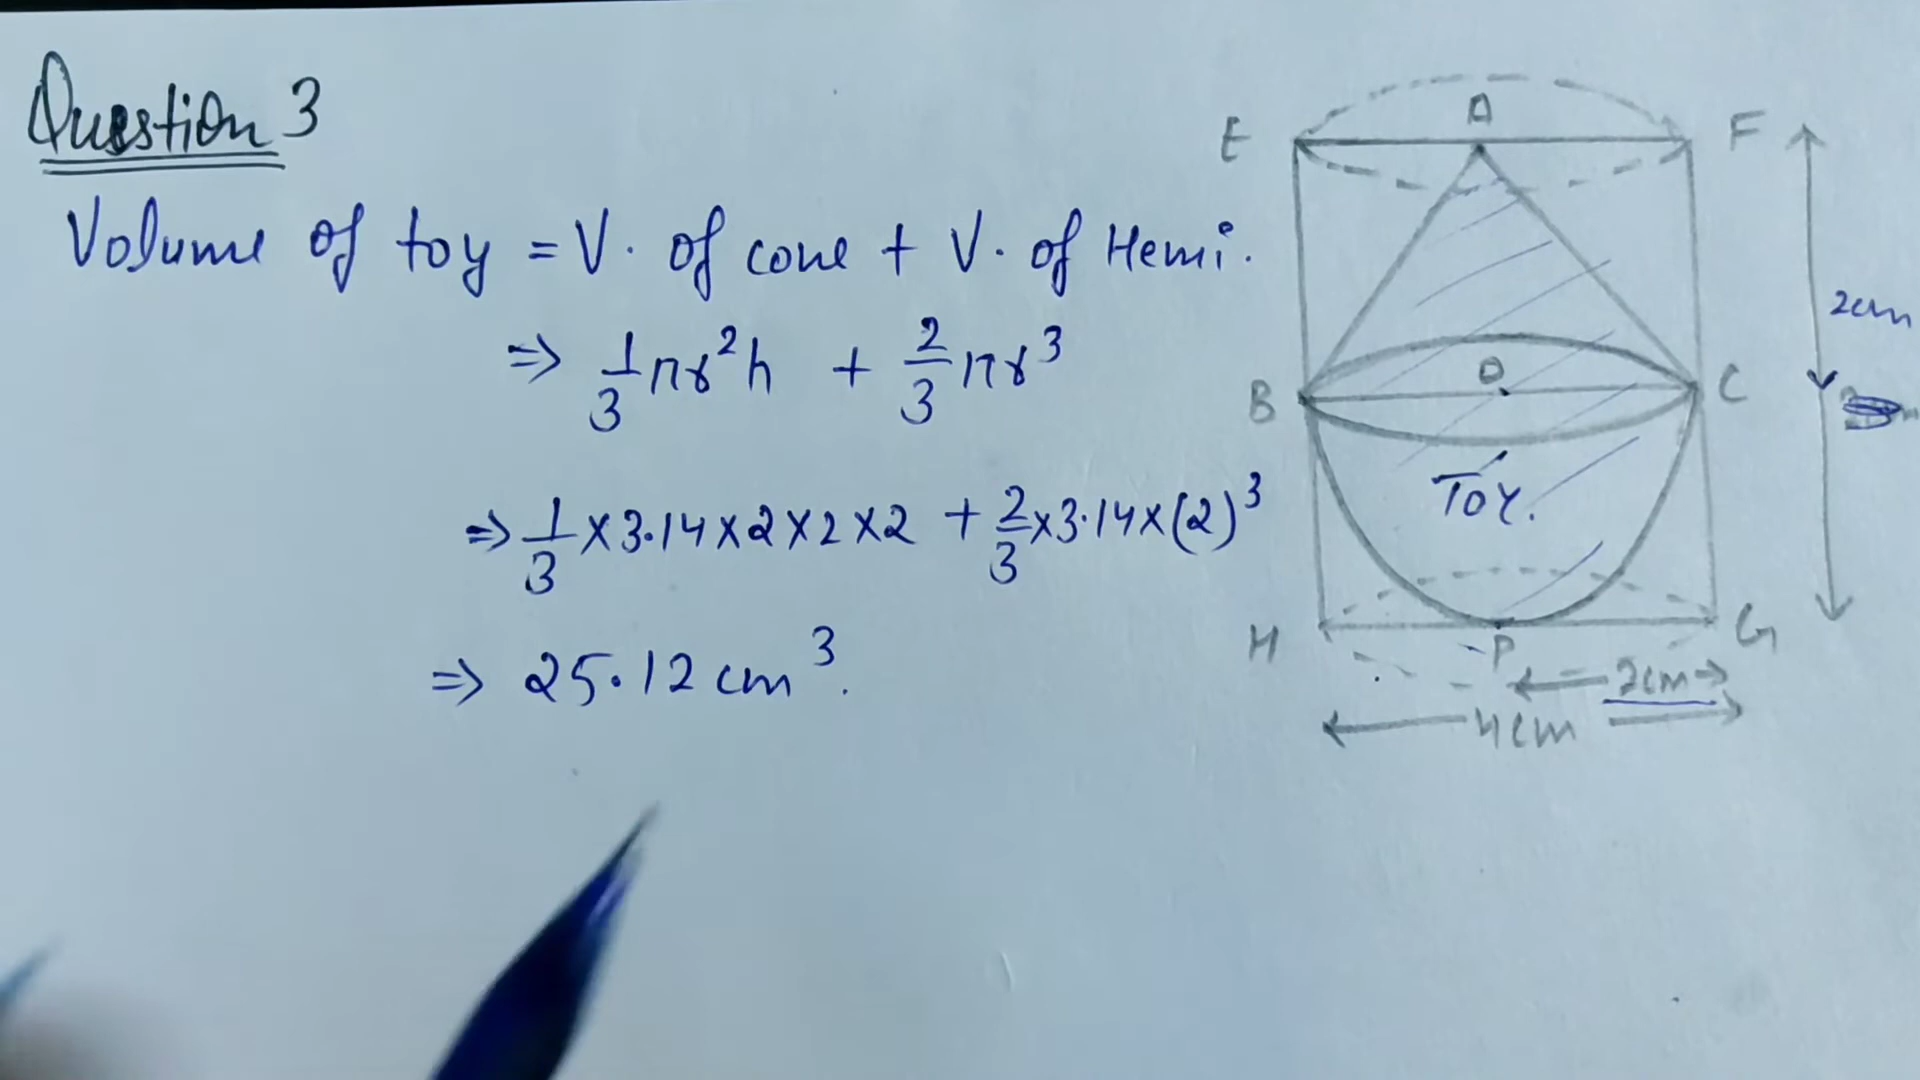 Question 3
Volume of toy = V. of cone + V. of Hemi.
⇒ 1/3 πr²h + 2/3 πr³
⇒ 1/3 × 3.14 × 2 × 2 × 2 + 2/3 × 3.14 × (2)³
⇒ 25.12 cm³.
E A F
2cm
B O C
TOY.
H P G
2cm
4cm